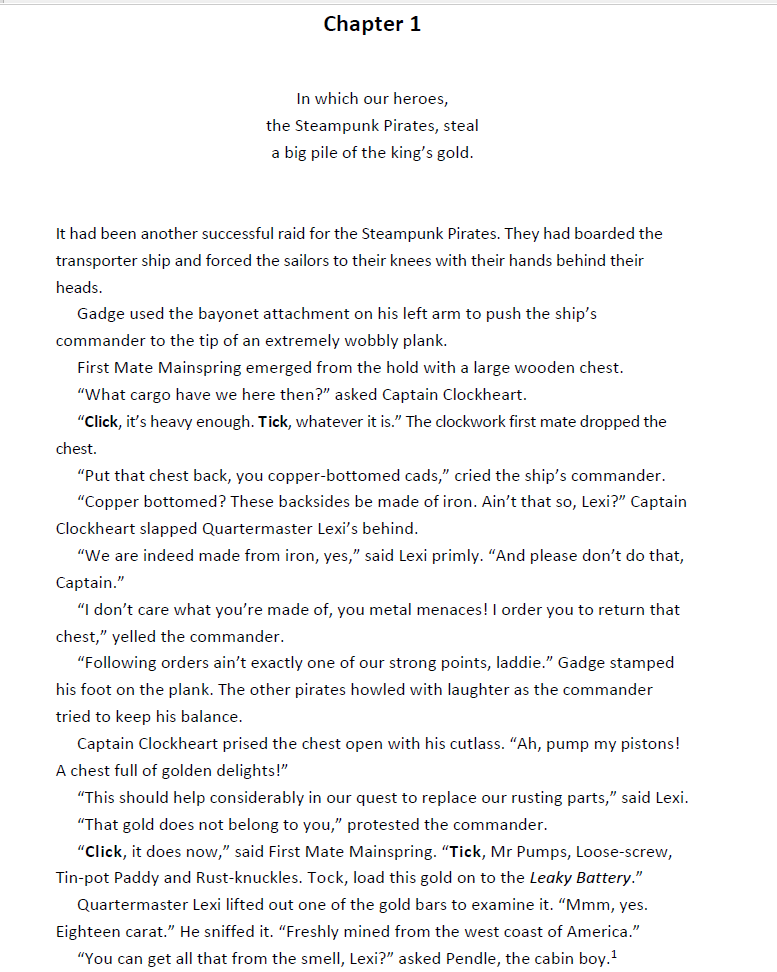 Chapter 1
In which our heroes,
the Steampunk Pirates, steal
a big pile of the king’s gold.
It had been another successful raid for the Steampunk Pirates. They had boarded the
transporter ship and forced the sailors to their knees with their hands behind their
heads.
Gadge used the bayonet attachment on his left arm to push the ship’s
commander to the tip of an extremely wobbly plank.
First Mate Mainspring emerged from the hold with a large wooden chest.
“What cargo have we here then?” asked Captain Clockheart.
“Click, it’s heavy enough. Tick, whatever it is.” The clockwork first mate dropped the
chest.
“Put that chest back, you copper-bottomed cads,” cried the ship’s commander.
“Copper bottomed? These backsides be made of iron. Ain’t that so, Lexi?” Captain
Clockheart slapped Quartermaster Lexi’s behind.
“We are indeed made from iron, yes,” said Lexi primly. “And please don’t do that,
Captain.”
“I don’t care what you’re made of, you metal menaces! I order you to return that
chest,” yelled the commander.
“Following orders ain’t exactly one of our strong points, laddie.” Gadge stamped
his foot on the plank. The other pirates howled with laughter as the commander
tried to keep his balance.
Captain Clockheart prised the chest open with his cutlass. “Ah, pump my pistons!
A chest full of golden delights!”
“This should help considerably in our quest to replace our rusting parts,” said Lexi.
“That gold does not belong to you,” protested the commander.
“Click, it does now,” said First Mate Mainspring. “Tick, Mr Pumps, Loose-screw,
Tin-pot Paddy and Rust-knuckles. Tock, load this gold on to the Leaky Battery.”
Quartermaster Lexi lifted out one of the gold bars to examine it. “Mmm, yes.
Eighteen carat.” He sniffed it. “Freshly mined from the west coast of America.”
“You can get all that from the smell, Lexi?” asked Pendle, the cabin boy.¹